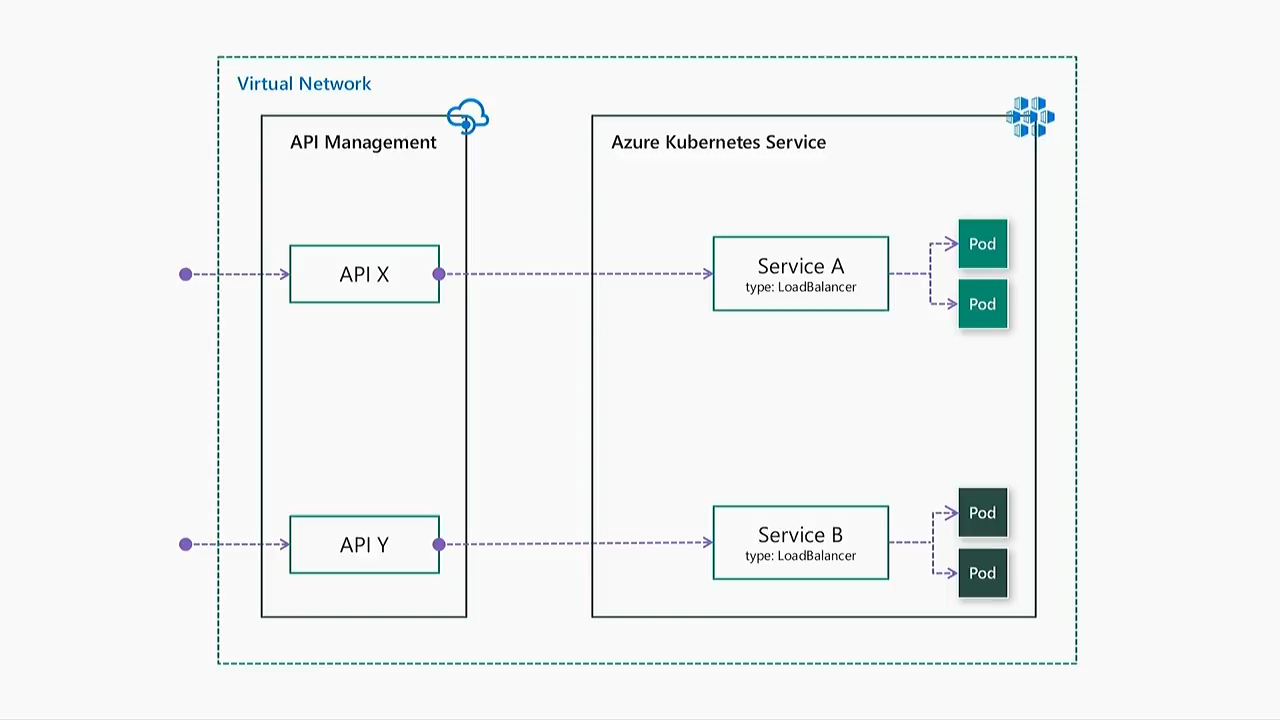 Virtual Network
API Management
Azure Kubernetes Service
API X
Service A
type: LoadBalancer
Pod
Pod
API Y
Service B
type: LoadBalancer
Pod
Pod